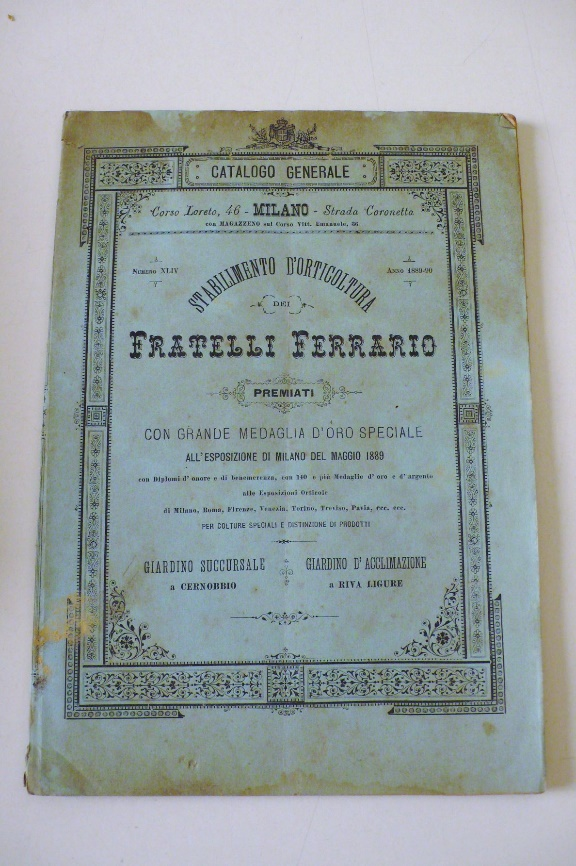 CATALOGO GENERALE
Corso Loreto, 46 - MILANO - Strada Coronetta
con MAGAZZENO sul Corso Vitt. Emanuele, 36
NUMERO XLIV
ANNO 1889-90
STABILIMENTO D'ORTICOLTURA
DEI
FRATELLI FERRARIO
PREMIATI
CON GRANDE MEDAGLIA D'ORO SPECIALE
ALL'ESPOSIZIONE DI MILANO DEL MAGGIO 1889
con Diplomi d'onore e di benemerenza, con 140 e più Medaglie d'oro e d'argento
alle Esposizioni Orticole
di Milano, Roma, Firenze, Venezia, Torino, Treviso, Pavia, ecc. ecc.
PER COLTURE SPECIALI E DISTINZIONE DI PRODOTTI
GIARDINO SUCCURSALE
a CERNOBBIO
GIARDINO D'ACCLIMAZIONE
a RIVA LIGURE